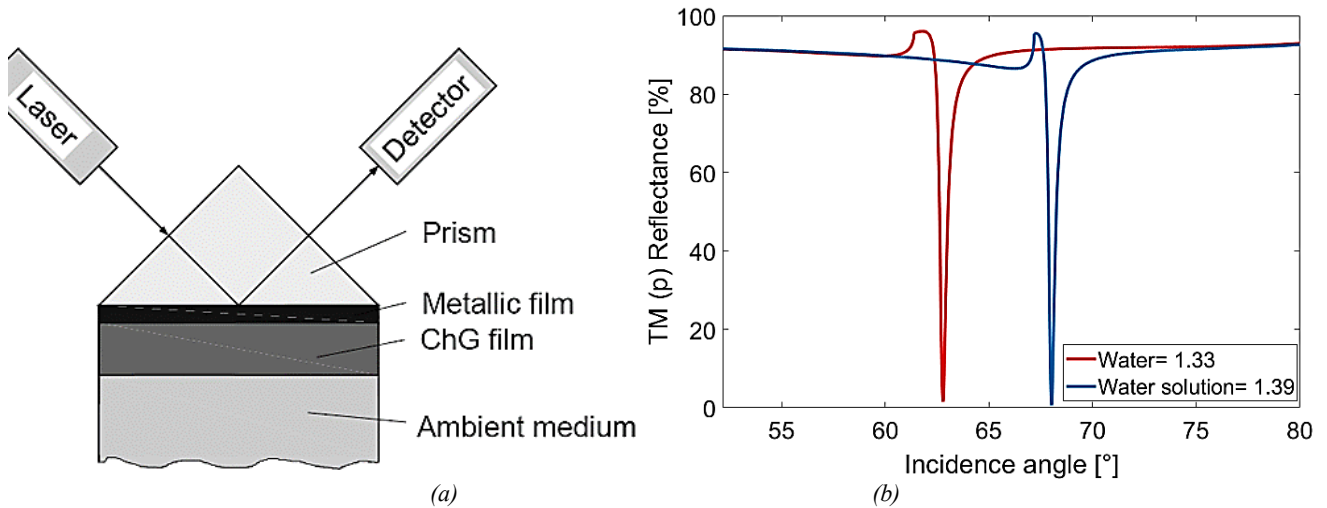 Laser
Detector
Prism
Metallic film
ChG film
Ambient medium
(a)
(b)
100
80
60
40
20
0
TM (p) Reflectance [%]
55
60
65
70
75
80
Incidence angle [°]
Water= 1.33
Water solution= 1.39
(b)